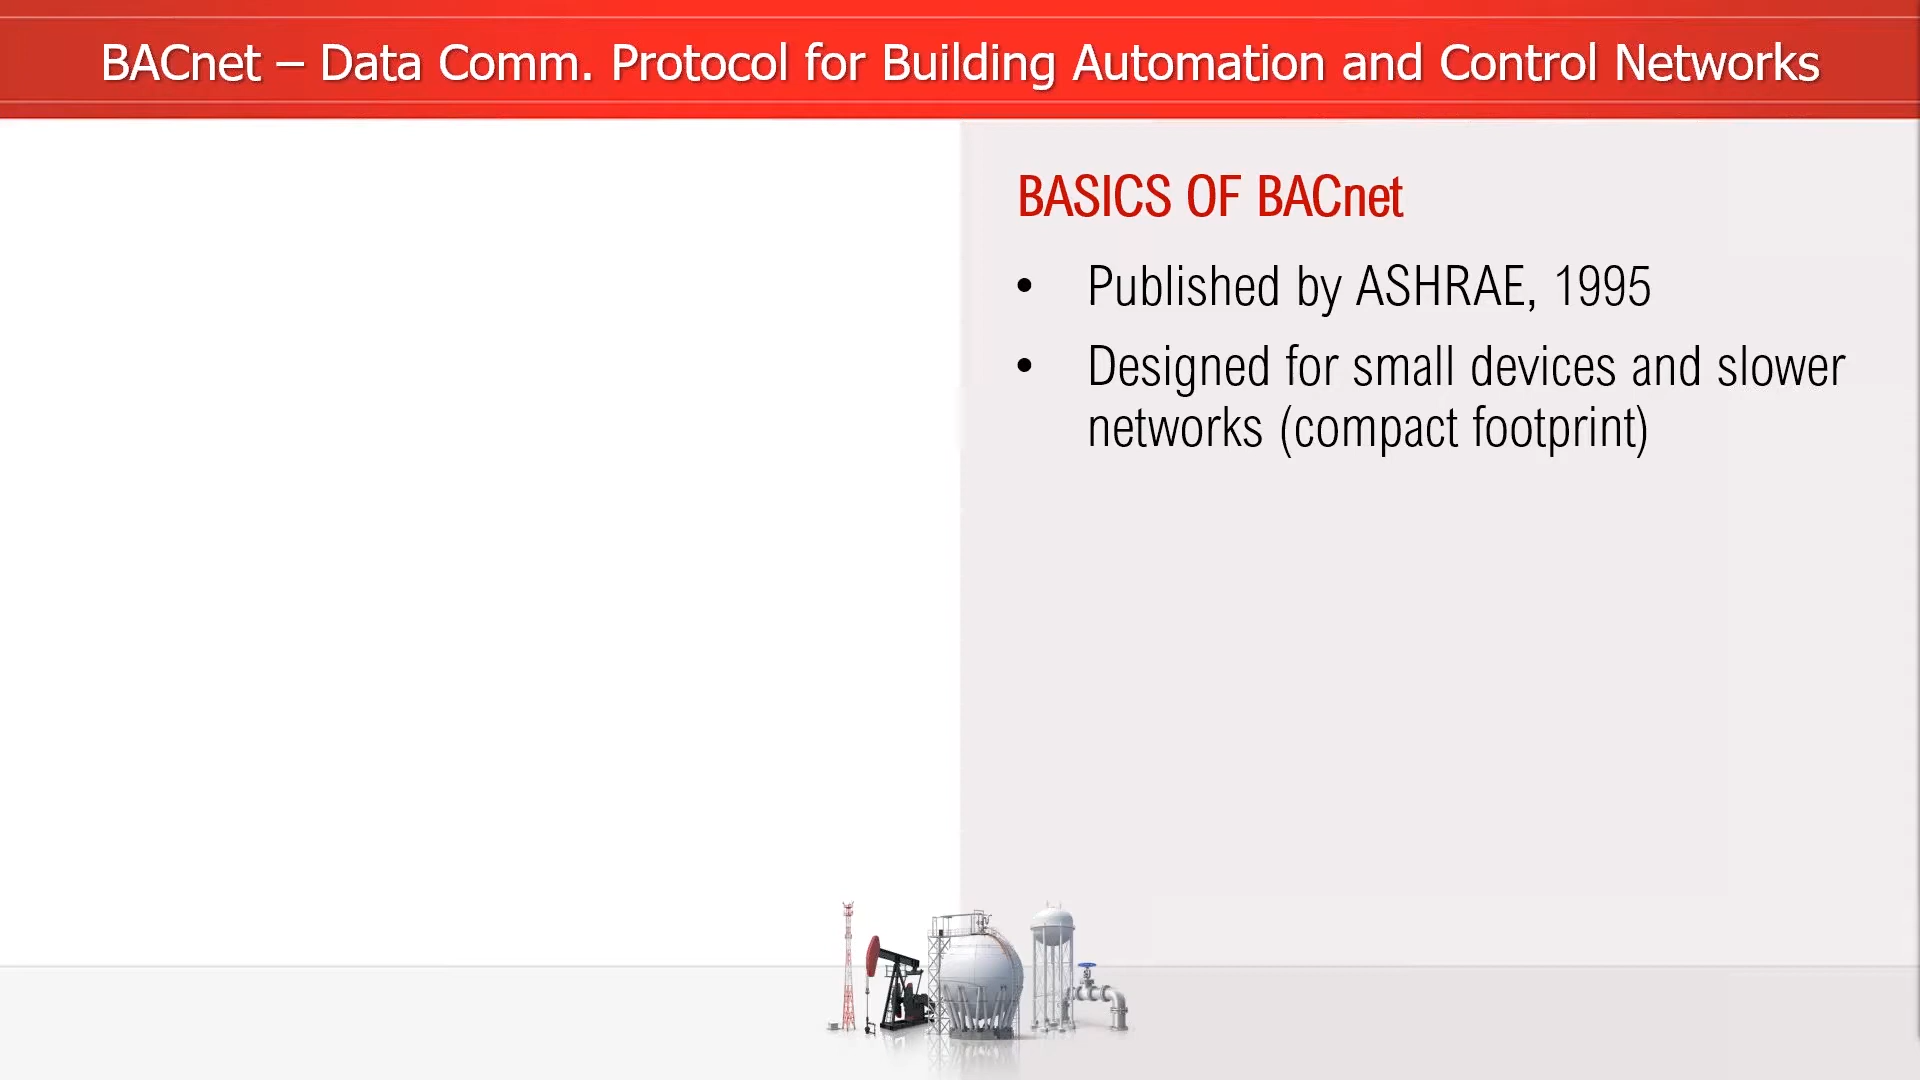 BACnet – Data Comm. Protocol for Building Automation and Control Networks
BASICS OF BACnet
• Published by ASHRAE, 1995
• Designed for small devices and slower
networks (compact footprint)